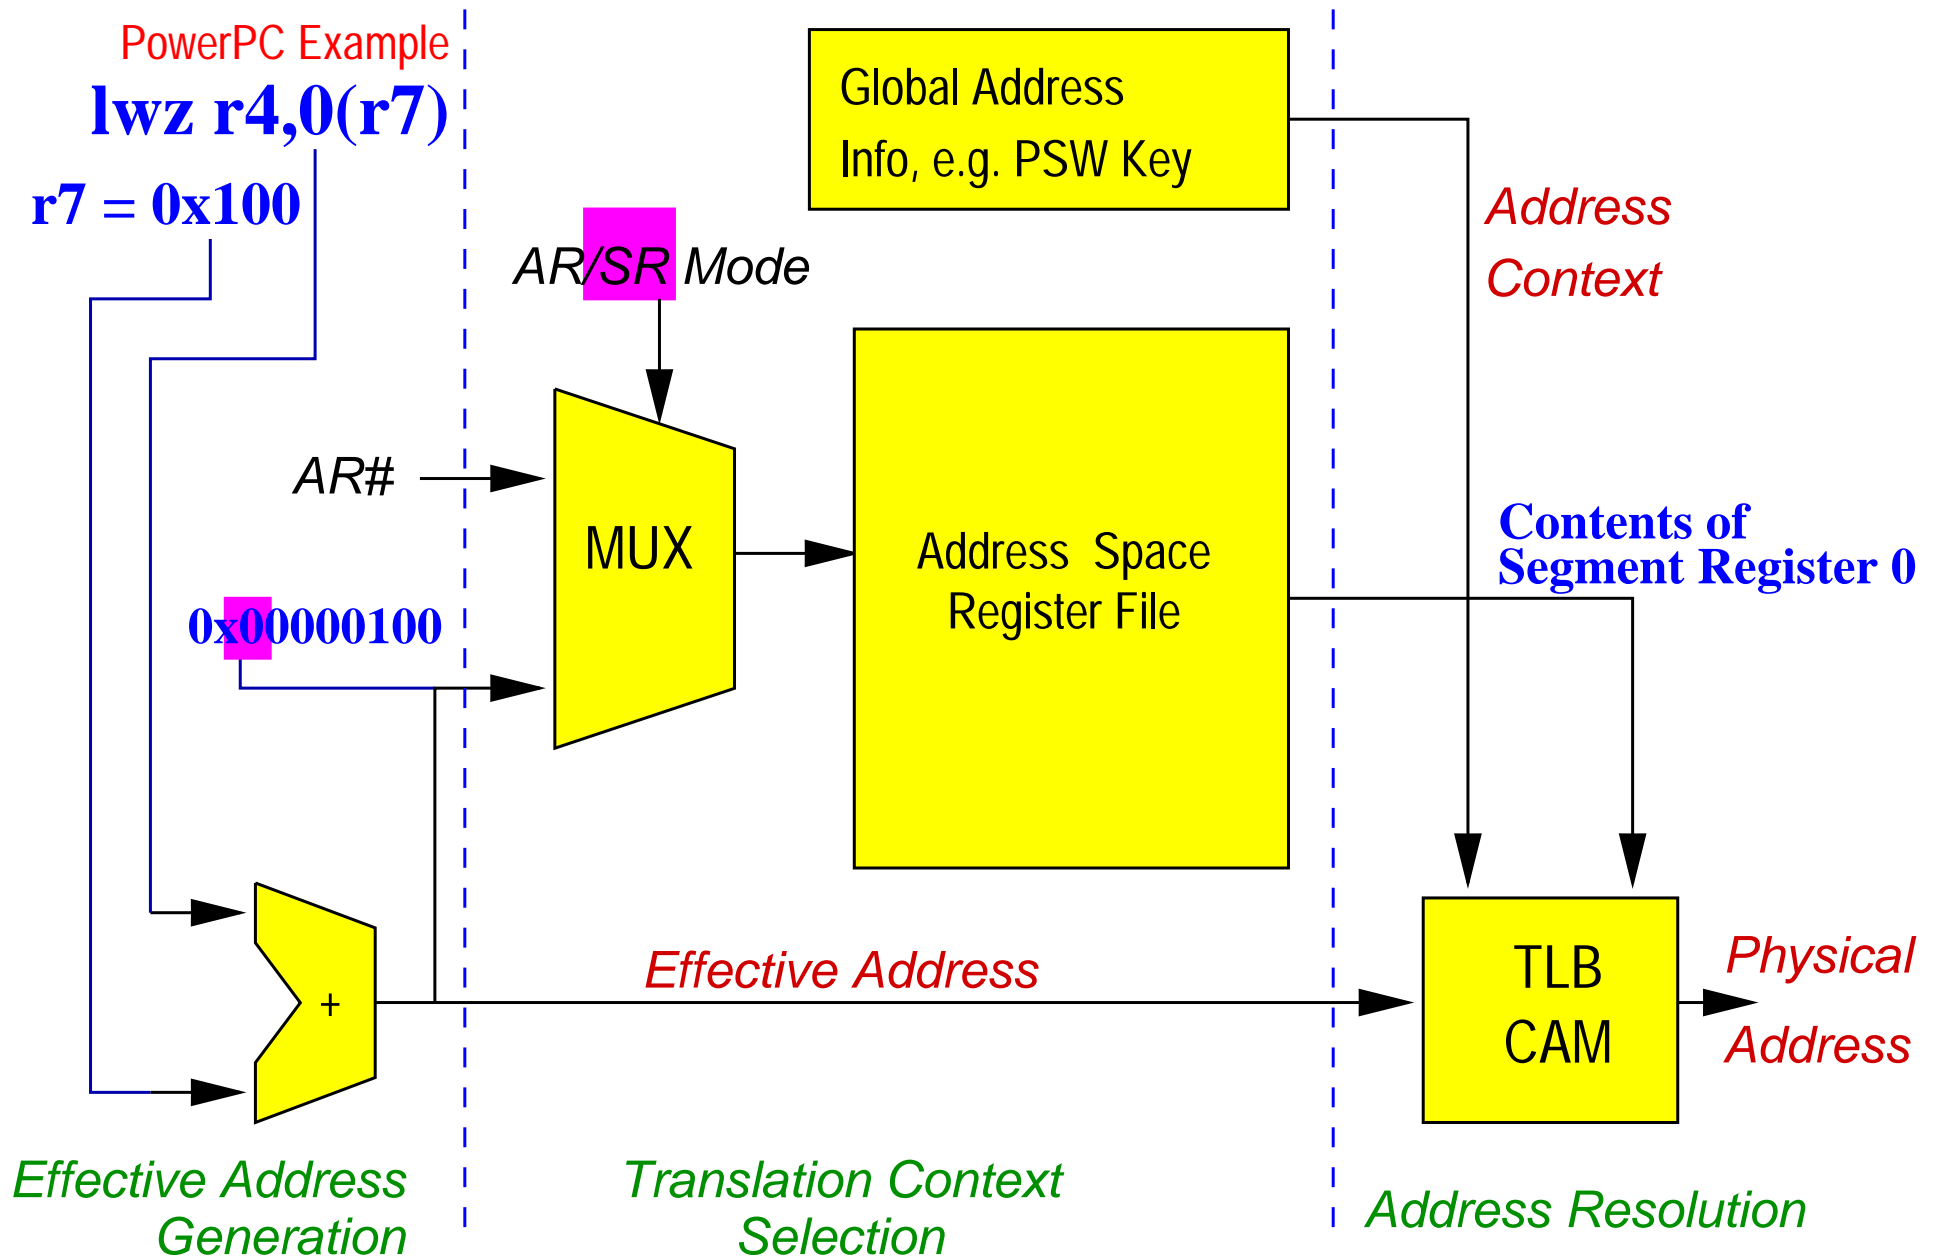 PowerPC Example
lwz r4,0(r7)
r7 = 0x100
Global Address
Info, e.g. PSW Key
AR/SR Mode
Address
Context
AR#
MUX
Address Space
Register File
Contents of
Segment Register 0
0x00000100
+
Effective Address
TLB
CAM
Physical
Address
Effective Address
Generation
Translation Context
Selection
Address Resolution